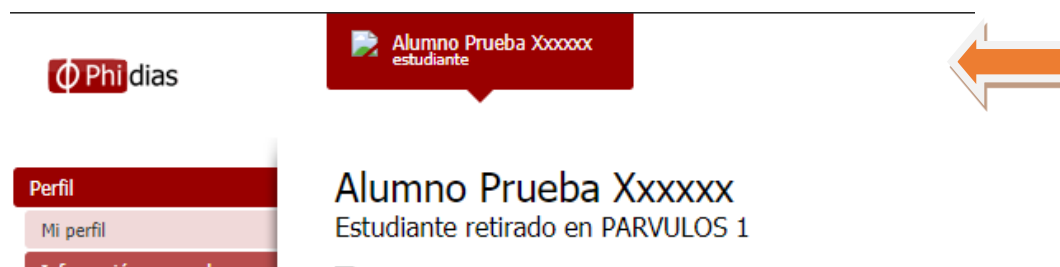 Alumno Prueba Xxxxxx
estudiante
Phidias
Perfil
Alumno Prueba Xxxxxx
Mi perfil
Estudiante retirado en PARVULOS 1